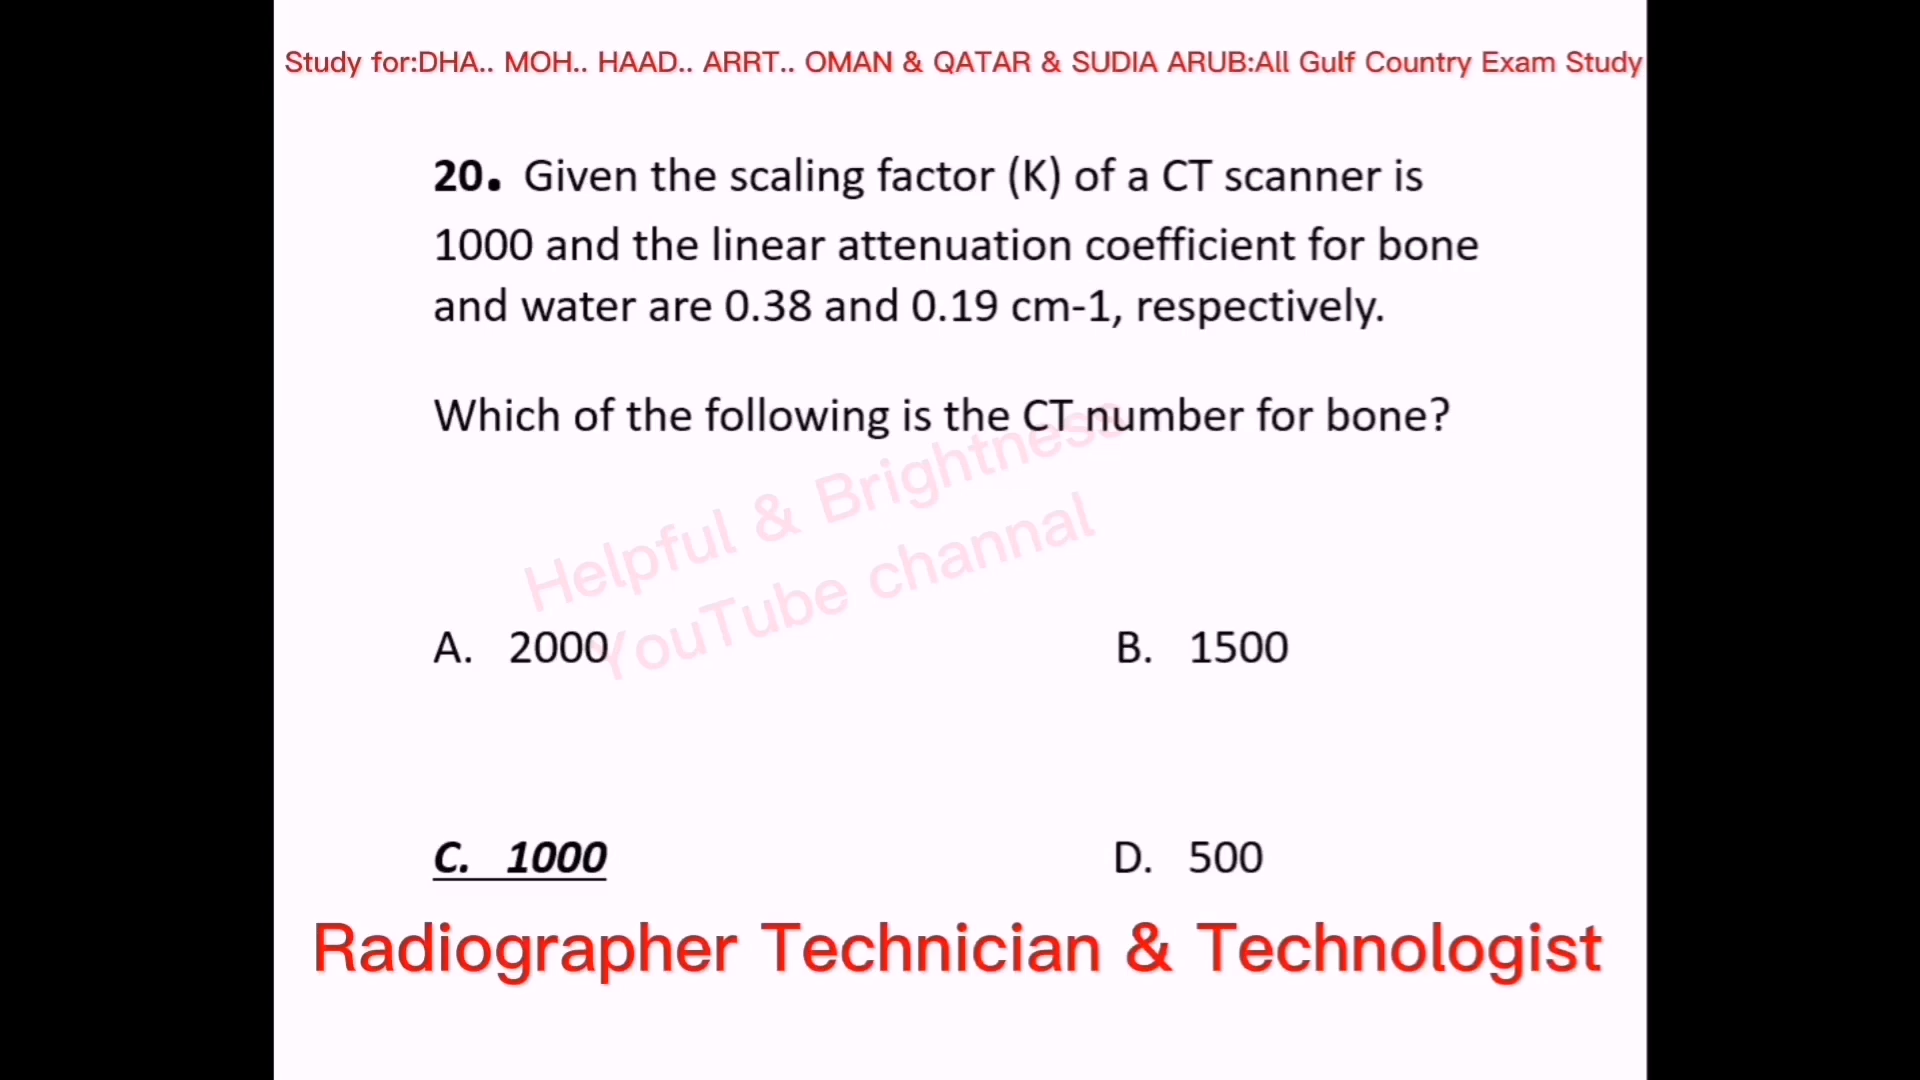 Study for:DHA.. MOH.. HAAD.. ARRT.. OMAN & QATAR & SUDIA ARUB:All Gulf Country Exam Study
20. Given the scaling factor (K) of a CT scanner is
1000 and the linear attenuation coefficient for bone
and water are 0.38 and 0.19 cm-1, respectively.
Which of the following is the CT number for bone?
Helpful & Brightness
YouTube channal
A. 2000
B. 1500
C. 1000
D. 500
Radiographer Technician & Technologist